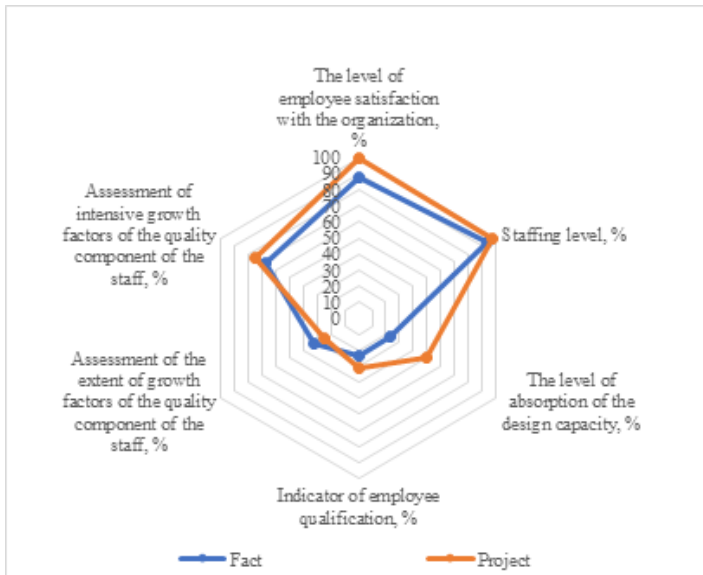 The level of
employee satisfaction
with the organization,
%
100
90
80
70
60
50
40
30
20
10
0
Staffing level, %
The level of
absorption of the
design capacity, %
Indicator of employee
qualification, %
Assessment of the
extent of growth
factors of the quality
component of the
staff, %
Assessment of
intensive growth
factors of the quality
component of the
staff, %
Fact
Project